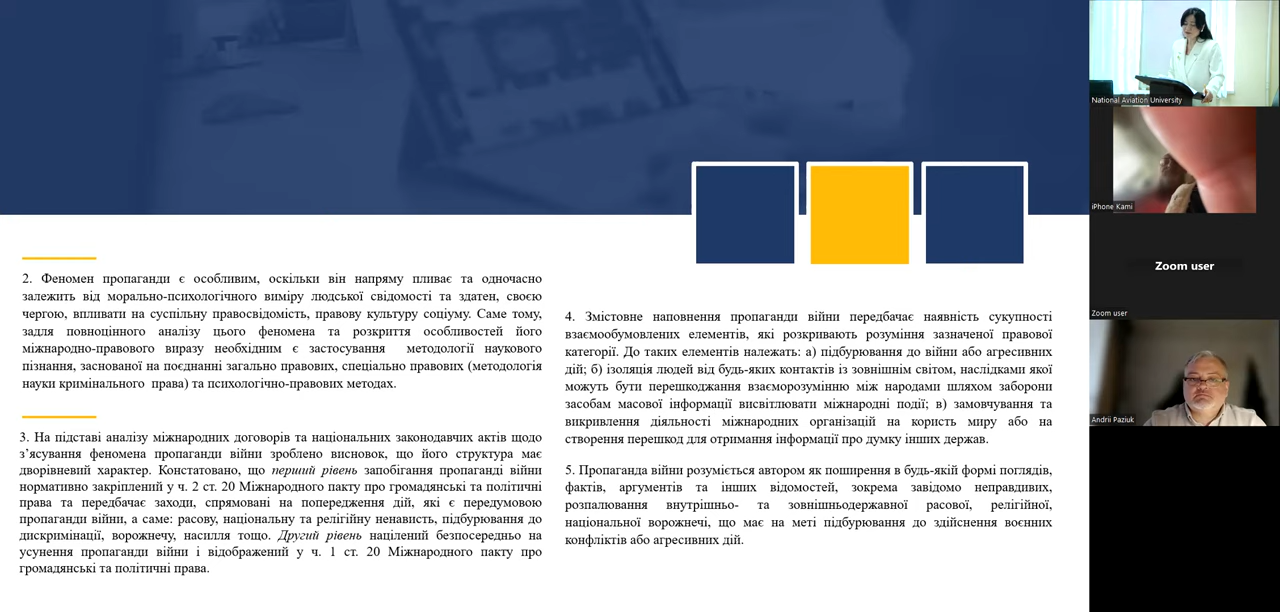 2. Феномен пропаганди є особливим, оскільки він напряму пливає та одночасно
залежить від морально-психологічного виміру людської свідомості та здатен, своєю
чергою, впливати на суспільну правосвідомість, правову культуру соціуму. Саме тому,
задля повноцінного аналізу цього феномена та розкриття особливостей його
міжнародно-правового виразу необхідним є застосування методології наукового
пізнання, заснованої на поєднанні загально правових, спеціально правових (методологія
науки кримінального права) та психологічно-правових методах.
3. На підставі аналізу міжнародних договорів та національних законодавчих актів щодо
з’ясування феномена пропаганди війни зроблено висновок, що його структура має
дворівневий характер. Констатовано, що перший рівень запобігання пропаганді війни
нормативно закріплений у ч. 2 ст. 20 Міжнародного пакту про громадянські та політичні
права та передбачає заходи, спрямовані на попередження дій, які є передумовою
пропаганди війни, а саме: расову, національну та релігійну ненависть, підбурювання до
дискримінації, ворожнечу, насилля тощо. Другий рівень націлений безпосередньо на
усунення пропаганди війни і відображений у ч. 1 ст. 20 Міжнародного пакту про
громадянські та політичні права.
4. Змістовне наповнення пропаганди війни передбачає наявність сукупності
взаємообумовлених елементів, які розкривають розуміння зазначеної правової
категорії. До таких елементів належать: а) підбурювання до війни або агресивних
дій; б) ізоляція людей від будь-яких контактів із зовнішнім світом, наслідками якої
можуть бути перешкоджання взаєморозумінню між народами шляхом заборони
засобам масової інформації висвітлювати міжнародні події; в) замовчування та
викривлення діяльності міжнародних організацій на користь миру або на
створення перешкод для отримання інформації про думку інших держав.
5. Пропаганда війни розуміється автором як поширення в будь-якій формі поглядів,
фактів, аргументів та інших відомостей, зокрема завідомо неправдивих,
розпалювання внутрішньо- та зовнішньодержавної расової, релігійної,
національної ворожнечі, що має на меті підбурювання до здійснення воєнних
конфліктів або агресивних дій.
National Aviation University
iPhone Kami
Zoom user
Zoom user
Andrii Paziuk